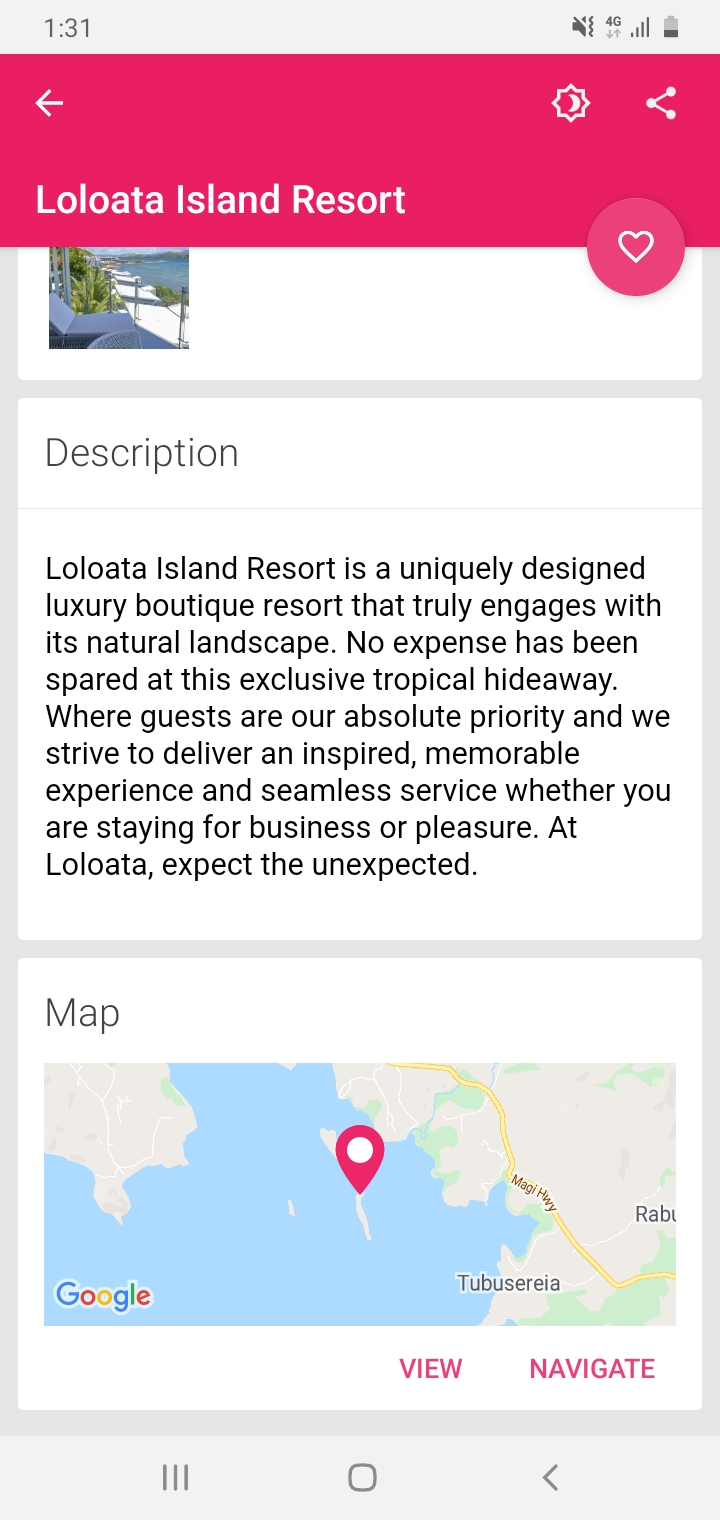 1:31
4G
Loloata Island Resort
Description
Loloata Island Resort is a uniquely designed
luxury boutique resort that truly engages with
its natural landscape. No expense has been
spared at this exclusive tropical hideaway.
Where guests are our absolute priority and we
strive to deliver an inspired, memorable
experience and seamless service whether you
are staying for business or pleasure. At
Loloata, expect the unexpected.
Map
Magi Hwy
Rabu
Tubusereia
Google
VIEW NAVIGATE